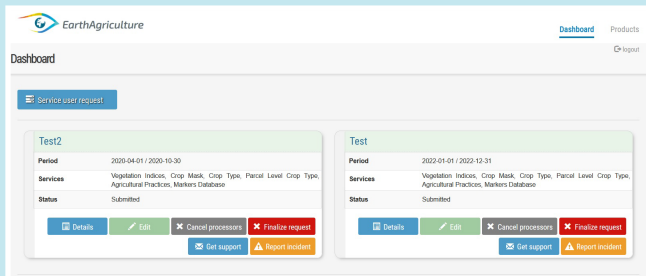 EarthAgriculture
Dashboard Products
logout
Dashboard
Service user request
Test2
Period 2020-04-01 / 2020-10-30
Services Vegetation Indices, Crop Mask, Crop Type, Parcel Level Crop Type,
Agricultural Practices, Markers Database
Status Submitted
Details Edit Cancel processors Finalize request
Get support Report incident
Test
Period 2022-01-01 / 2022-12-31
Services Vegetation Indices, Crop Mask, Crop Type, Parcel Level Crop Type,
Agricultural Practices, Markers Database
Status Submitted
Details Edit Cancel processors Finalize request
Get support Report incident